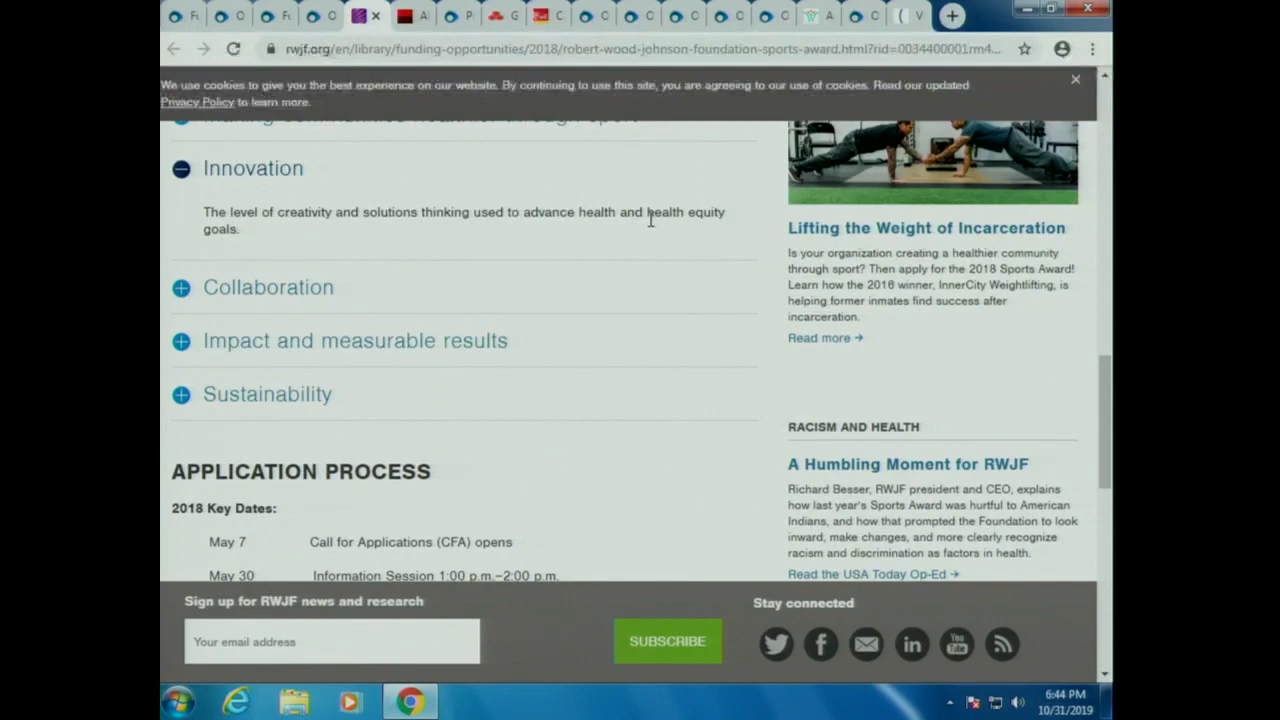 Fu
O
Fu
O
Al
P
G
C
O
O
O
O
O
A
O
V
rwjf.org/en/library/funding-opportunities/2018/robert-wood-johnson-foundation-sports-award.html?rid=0034400001rm4...
We use cookies to give you the best experience on our website. By continuing to use this site, you are agreeing to our use of cookies. Read our updated
Privacy Policy to learn more.
Innovation
The level of creativity and solutions thinking used to advance health and health equity
goals.
Collaboration
Impact and measurable results
Sustainability
APPLICATION PROCESS
2018 Key Dates:
May 7 Call for Applications (CFA) opens
May 30 Information Session 1:00 p.m.–2:00 p.m.
Lifting the Weight of Incarceration
Is your organization creating a healthier community
through sport? Then apply for the 2018 Sports Award!
Learn how the 2016 winner, InnerCity Weightlifting, is
helping former inmates find success after
incarceration.
Read more →
RACISM AND HEALTH
A Humbling Moment for RWJF
Richard Besser, RWJF president and CEO, explains
how last year's Sports Award was hurtful to American
Indians, and how that prompted the Foundation to look
inward, make changes, and more clearly recognize
racism and discrimination as factors in health.
Read the USA Today Op-Ed →
Sign up for RWJF news and research
Your email address
SUBSCRIBE
Stay connected
You
Tube
6:44 PM
10/31/2019